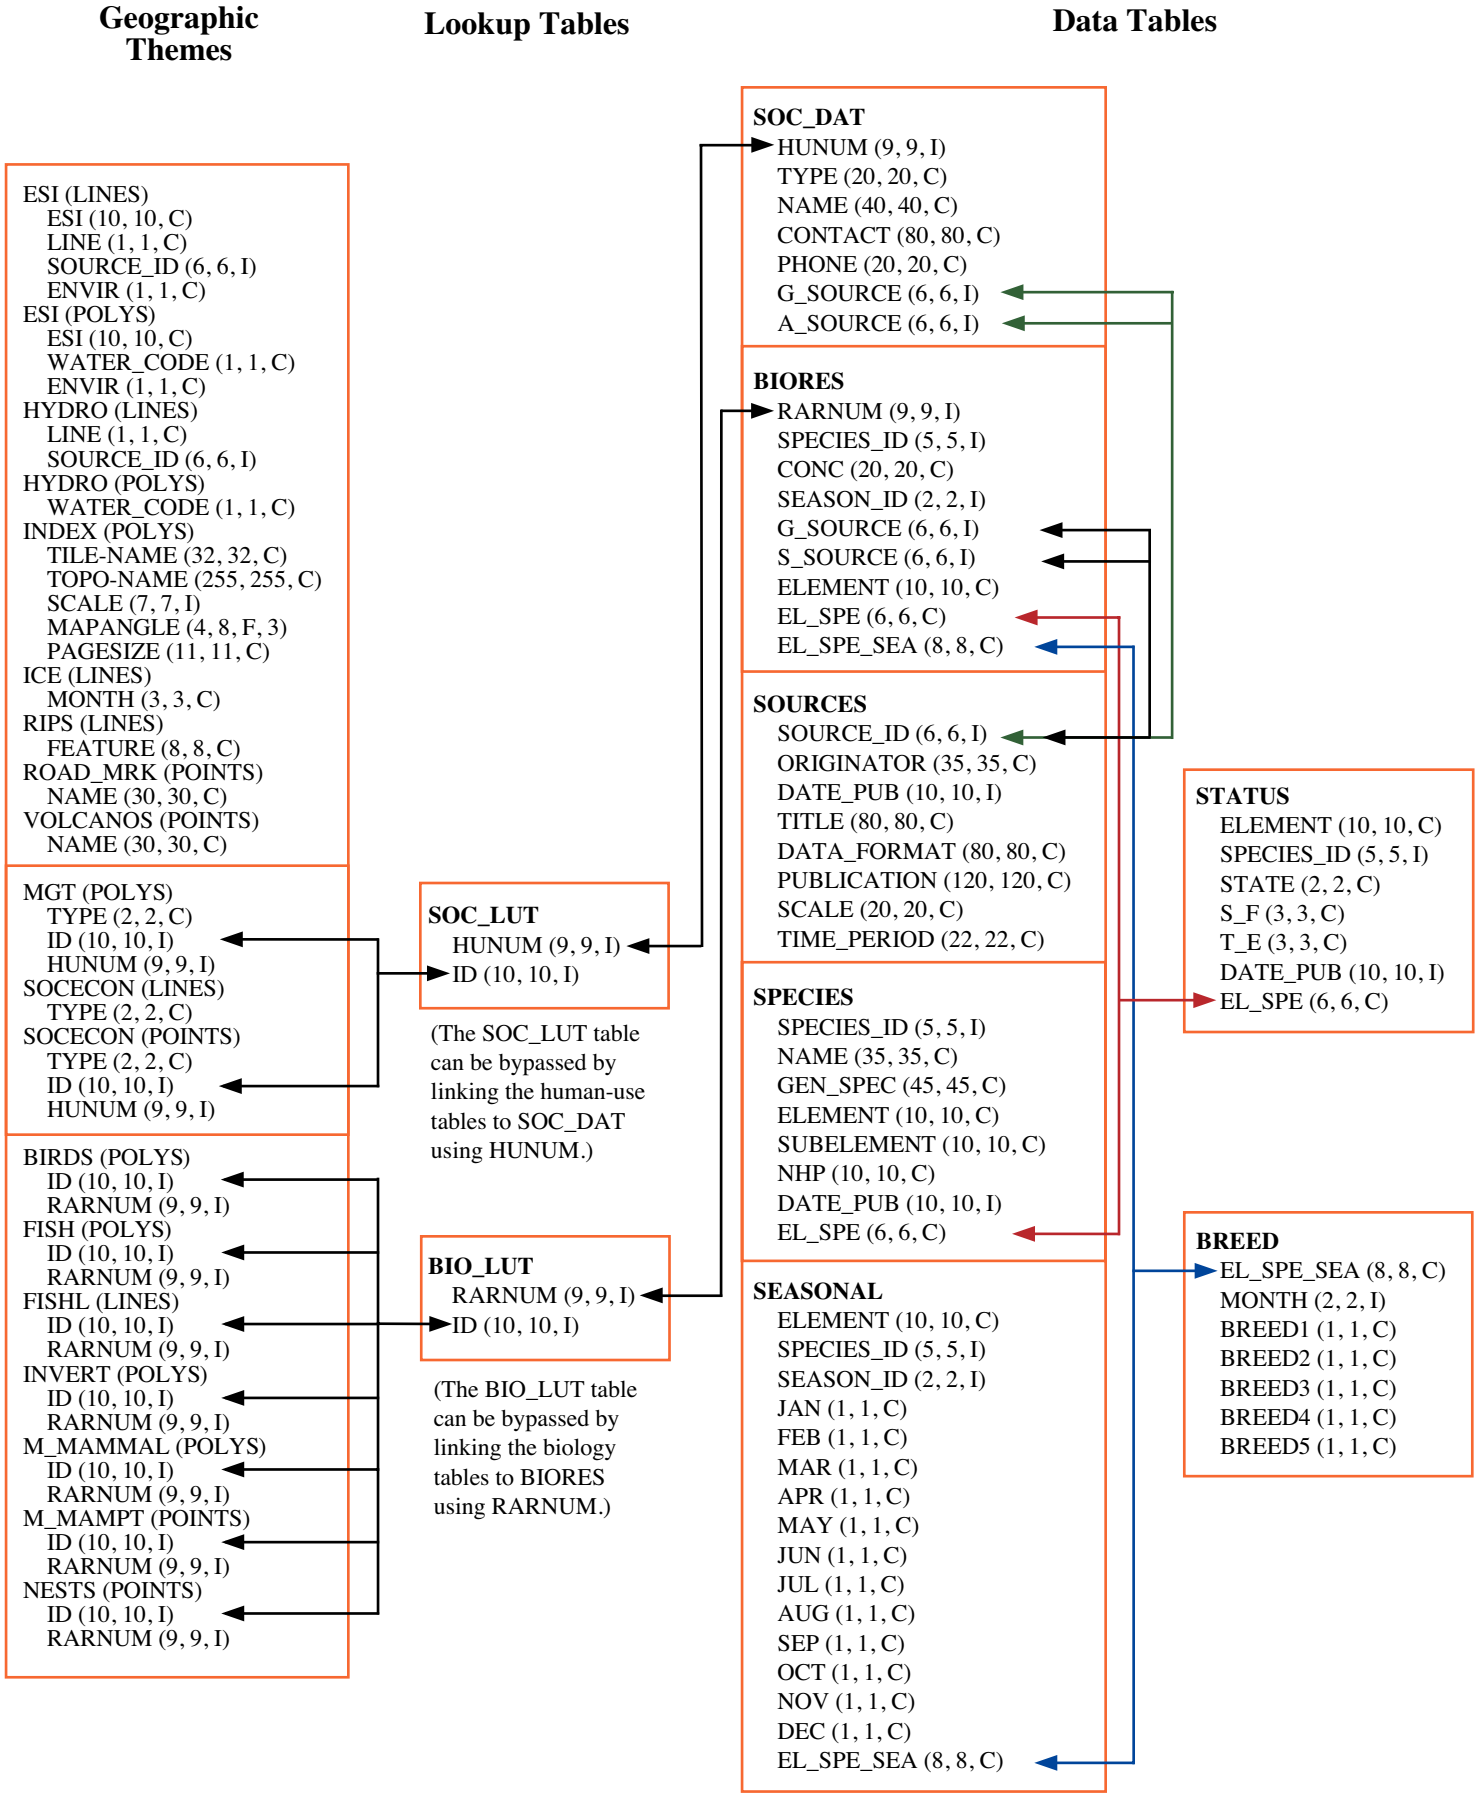 Geographic
Themes
Lookup Tables
Data Tables
ESI (LINES)
ESI (10, 10, C)
LINE (1, 1, C)
SOURCE_ID (6, 6, I)
ENVIR (1, 1, C)
ESI (POLYS)
ESI (10, 10, C)
WATER_CODE (1, 1, C)
ENVIR (1, 1, C)
HYDRO (LINES)
LINE (1, 1, C)
SOURCE_ID (6, 6, I)
HYDRO (POLYS)
WATER_CODE (1, 1, C)
INDEX (POLYS)
TILE-NAME (32, 32, C)
TOPO-NAME (255, 255, C)
SCALE (7, 7, I)
MAPANGLE (4, 8, F, 3)
PAGESIZE (11, 11, C)
ICE (LINES)
MONTH (3, 3, C)
RIPS (LINES)
FEATURE (8, 8, C)
ROAD_MRK (POINTS)
NAME (30, 30, C)
VOLCANOS (POINTS)
NAME (30, 30, C)
MGT (POLYS)
TYPE (2, 2, C)
ID (10, 10, I)
HUNUM (9, 9, I)
SOCECON (LINES)
TYPE (2, 2, C)
SOCECON (POINTS)
TYPE (2, 2, C)
ID (10, 10, I)
HUNUM (9, 9, I)
BIRDS (POLYS)
ID (10, 10, I)
RARNUM (9, 9, I)
FISH (POLYS)
ID (10, 10, I)
RARNUM (9, 9, I)
FISHL (LINES)
ID (10, 10, I)
RARNUM (9, 9, I)
INVERT (POLYS)
ID (10, 10, I)
RARNUM (9, 9, I)
M_MAMMAL (POLYS)
ID (10, 10, I)
RARNUM (9, 9, I)
M_MAMPT (POINTS)
ID (10, 10, I)
RARNUM (9, 9, I)
NESTS (POINTS)
ID (10, 10, I)
RARNUM (9, 9, I)
SOC_LUT
HUNUM (9, 9, I)
ID (10, 10, I)
(The SOC_LUT table
can be bypassed by
linking the human-use
tables to SOC_DAT
using HUNUM.)
BIO_LUT
RARNUM (9, 9, I)
ID (10, 10, I)
(The BIO_LUT table
can be bypassed by
linking the biology
tables to BIORES
using RARNUM.)
SOC_DAT
HUNUM (9, 9, I)
TYPE (20, 20, C)
NAME (40, 40, C)
CONTACT (80, 80, C)
PHONE (20, 20, C)
G_SOURCE (6, 6, I)
A_SOURCE (6, 6, I)
BIORES
RARNUM (9, 9, I)
SPECIES_ID (5, 5, I)
CONC (20, 20, C)
SEASON_ID (2, 2, I)
G_SOURCE (6, 6, I)
S_SOURCE (6, 6, I)
ELEMENT (10, 10, C)
EL_SPE (6, 6, C)
EL_SPE_SEA (8, 8, C)
SOURCES
SOURCE_ID (6, 6, I)
ORIGINATOR (35, 35, C)
DATE_PUB (10, 10, I)
TITLE (80, 80, C)
DATA_FORMAT (80, 80, C)
PUBLICATION (120, 120, C)
SCALE (20, 20, C)
TIME_PERIOD (22, 22, C)
SPECIES
SPECIES_ID (5, 5, I)
NAME (35, 35, C)
GEN_SPEC (45, 45, C)
ELEMENT (10, 10, C)
SUBELEMENT (10, 10, C)
NHP (10, 10, C)
DATE_PUB (10, 10, I)
EL_SPE (6, 6, C)
SEASONAL
ELEMENT (10, 10, C)
SPECIES_ID (5, 5, I)
SEASON_ID (2, 2, I)
JAN (1, 1, C)
FEB (1, 1, C)
MAR (1, 1, C)
APR (1, 1, C)
MAY (1, 1, C)
JUN (1, 1, C)
JUL (1, 1, C)
AUG (1, 1, C)
SEP (1, 1, C)
OCT (1, 1, C)
NOV (1, 1, C)
DEC (1, 1, C)
EL_SPE_SEA (8, 8, C)
STATUS
ELEMENT (10, 10, C)
SPECIES_ID (5, 5, I)
STATE (2, 2, C)
S_F (3, 3, C)
T_E (3, 3, C)
DATE_PUB (10, 10, I)
EL_SPE (6, 6, C)
BREED
EL_SPE_SEA (8, 8, C)
MONTH (2, 2, I)
BREED1 (1, 1, C)
BREED2 (1, 1, C)
BREED3 (1, 1, C)
BREED4 (1, 1, C)
BREED5 (1, 1, C)